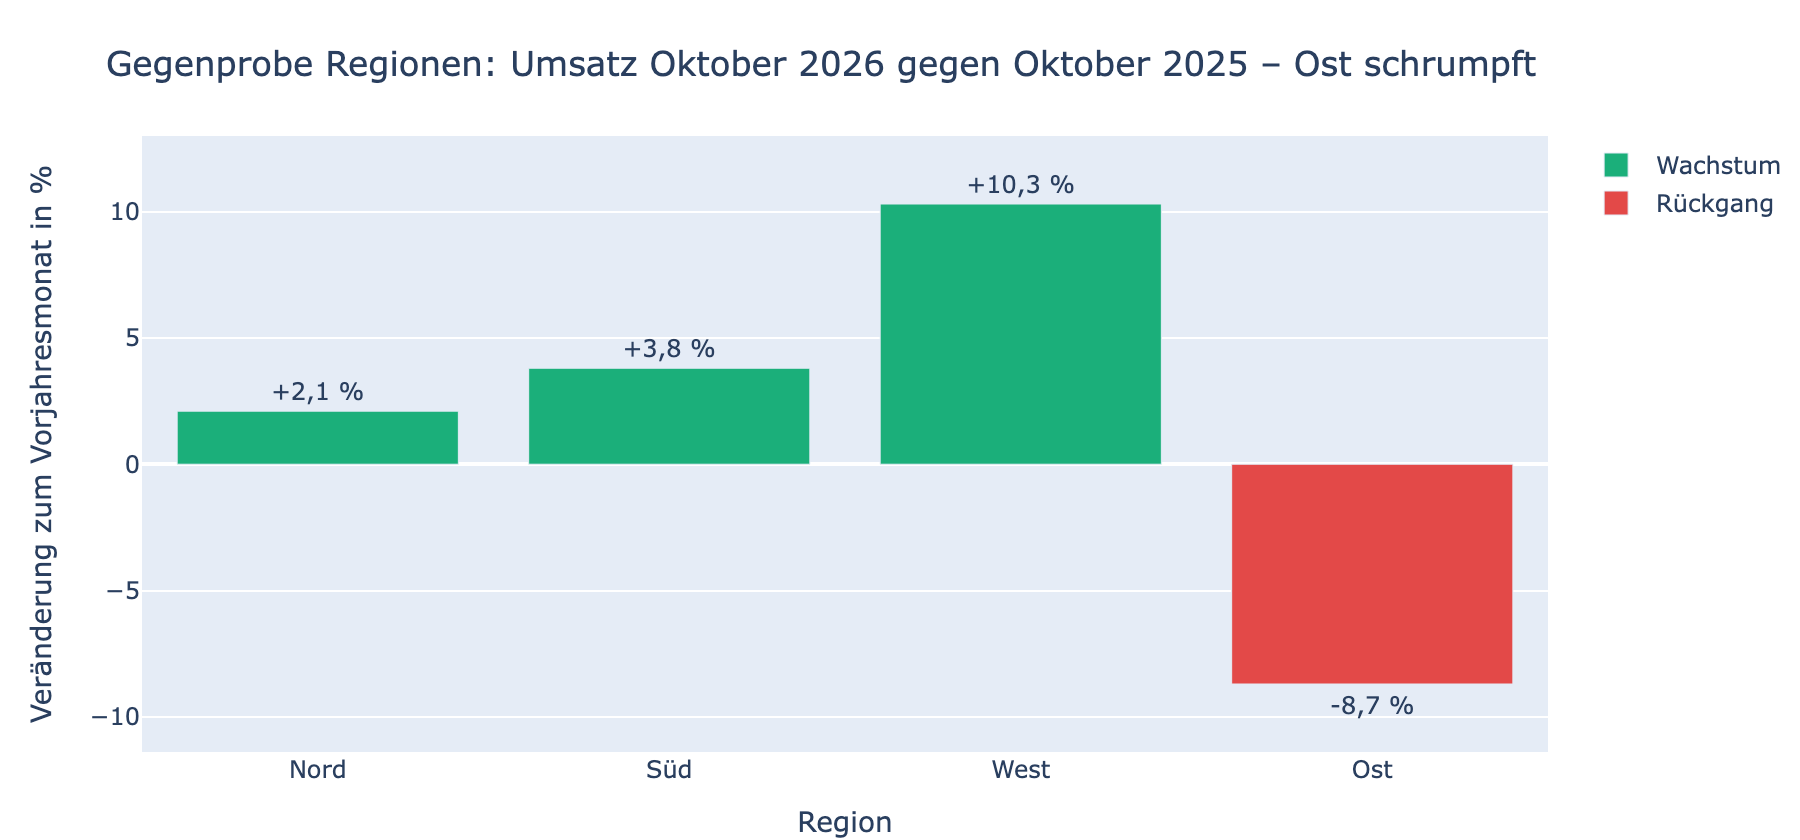 Gegenprobe Regionen: Umsatz Oktober 2026 gegen Oktober 2025 – Ost schrumpft
Wachstum
Rückgang
Veränderung zum Vorjahresmonat in %
10
5
0
−5
−10
+2,1 %
+3,8 %
+10,3 %
-8,7 %
Nord
Süd
West
Ost
Region